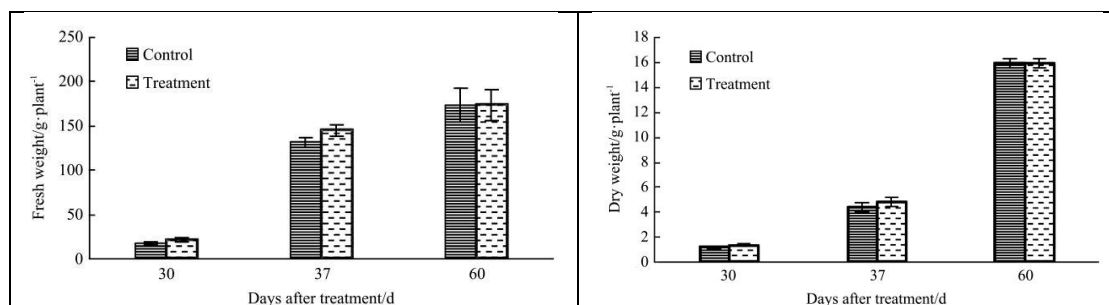 250
200
150
100
50
0
Fresh weight/g·plant⁻¹
Control
Treatment
30 37 60
Days after treatment/d
18
16
14
12
10
8
6
4
2
0
Dry weight/g·plant⁻¹
Control
Treatment
30 37 60
Days after treatment/d